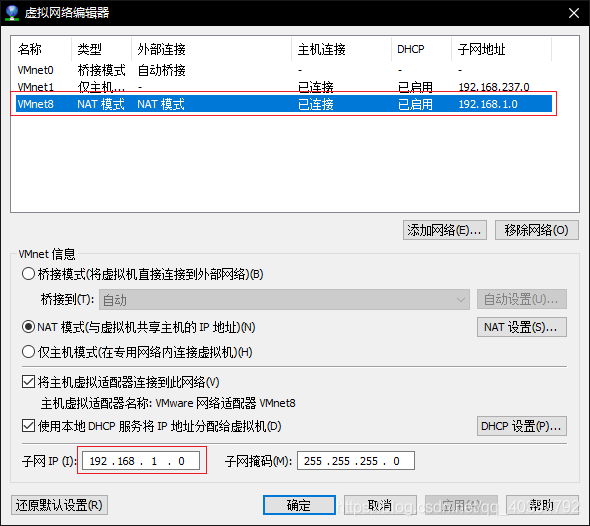 虚拟网络编辑器
名称 类型 外部连接 主机连接 DHCP 子网地址
VMnet0 桥接模式 自动桥接 - - -
VMnet1 仅主机... - 已连接 已启用 192.168.237.0
VMnet8 NAT 模式 NAT 模式 已连接 已启用 192.168.1.0
添加网络(E)... 移除网络(O)
VMnet 信息
桥接模式(将虚拟机直接连接到外部网络)(B)
桥接到(T): 自动 自动设置(U)...
NAT 模式(与虚拟机共享主机的 IP 地址)(N) NAT 设置(S)...
仅主机模式(在专用网络内连接虚拟机)(H)
将主机虚拟适配器连接到此网络(V)
主机虚拟适配器名称: VMware 网络适配器 VMnet8
使用本地 DHCP 服务将 IP 地址分配给虚拟机(D) DHCP 设置(P)...
子网 IP (I): 192 . 168 . 1 . 0 子网掩码(M): 255 . 255 . 255 . 0
还原默认设置(R) 确定 取消 应用(A) 帮助